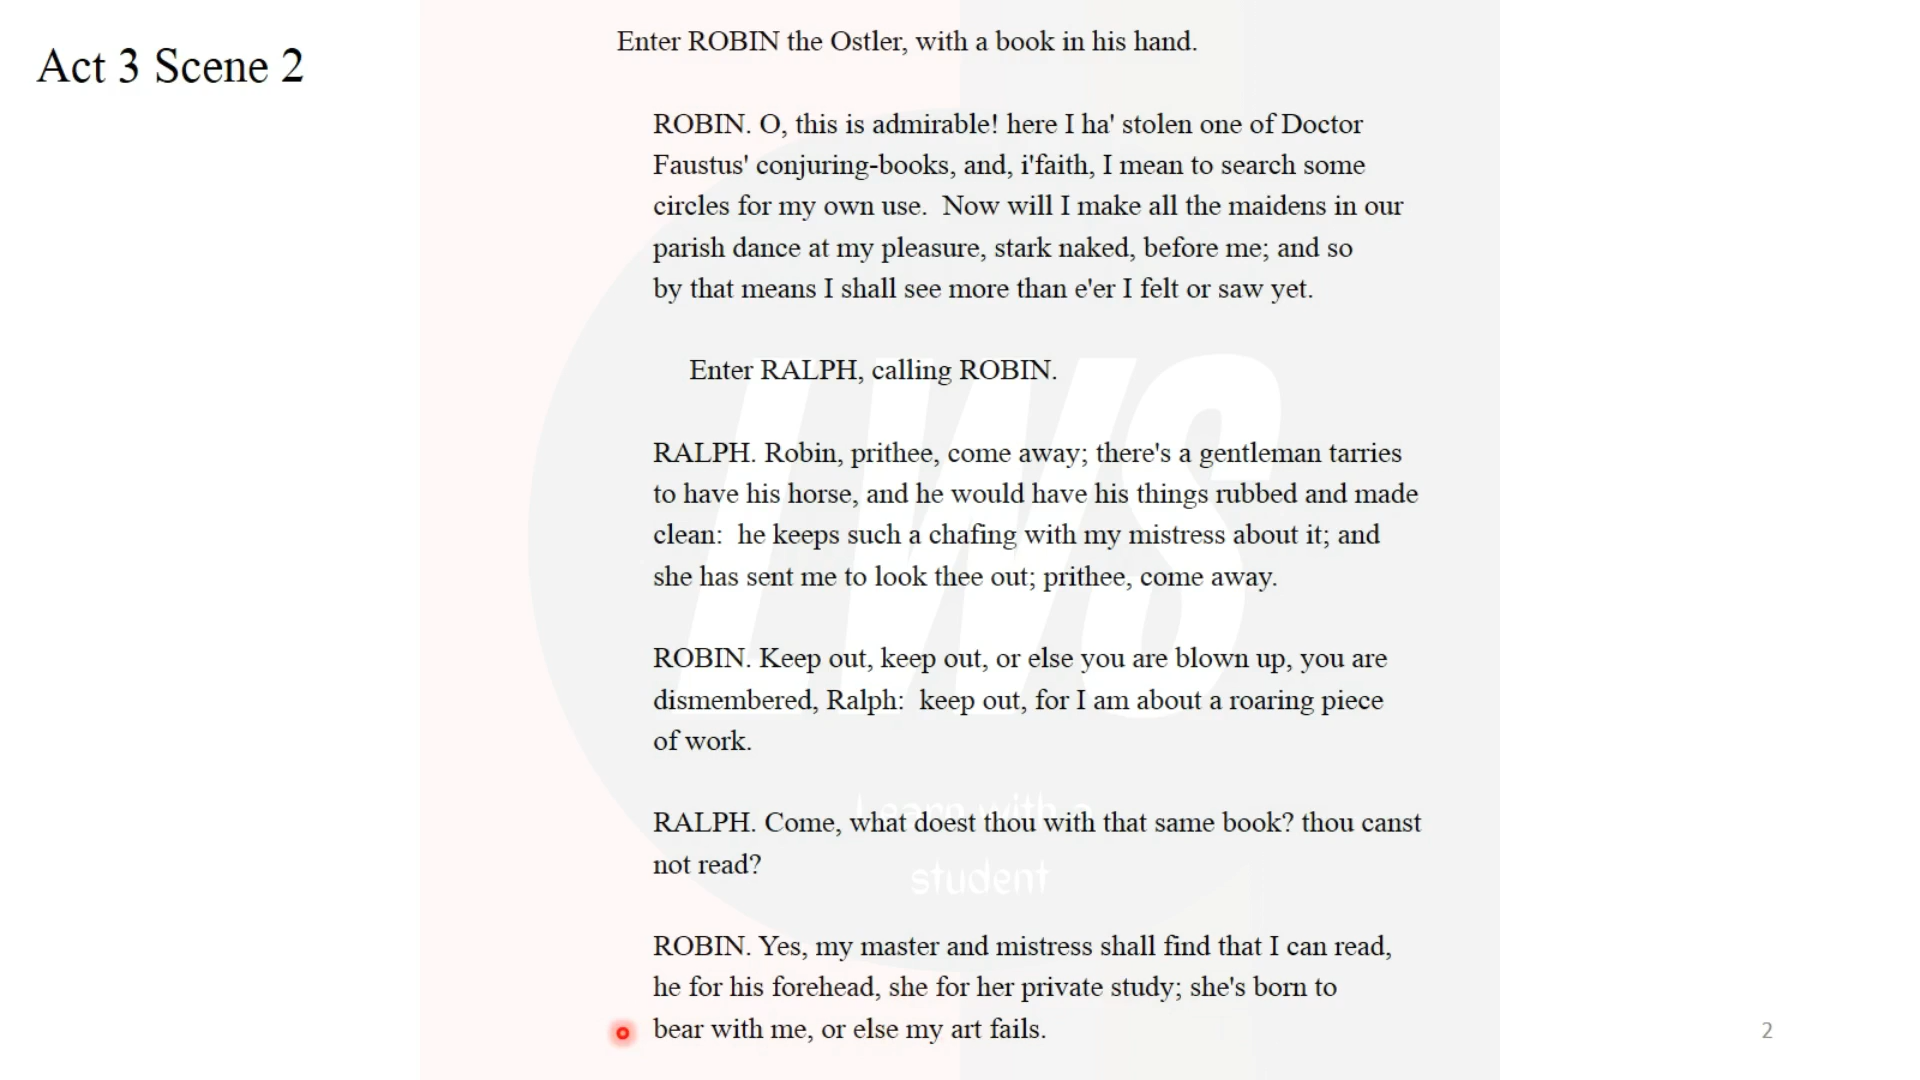 Act 3 Scene 2
Enter ROBIN the Ostler, with a book in his hand.
ROBIN. O, this is admirable! here I ha' stolen one of Doctor
Faustus' conjuring-books, and, i'faith, I mean to search some
circles for my own use.  Now will I make all the maidens in our
parish dance at my pleasure, stark naked, before me; and so
by that means I shall see more than e'er I felt or saw yet.
Enter RALPH, calling ROBIN.
RALPH. Robin, prithee, come away; there's a gentleman tarries
to have his horse, and he would have his things rubbed and made
clean:  he keeps such a chafing with my mistress about it; and
she has sent me to look thee out; prithee, come away.
ROBIN. Keep out, keep out, or else you are blown up, you are
dismembered, Ralph:  keep out, for I am about a roaring piece
of work.
RALPH. Come, what doest thou with that same book? thou canst
not read?
ROBIN. Yes, my master and mistress shall find that I can read,
he for his forehead, she for her private study; she's born to
bear with me, or else my art fails.
LWS
Learn with a
student
2